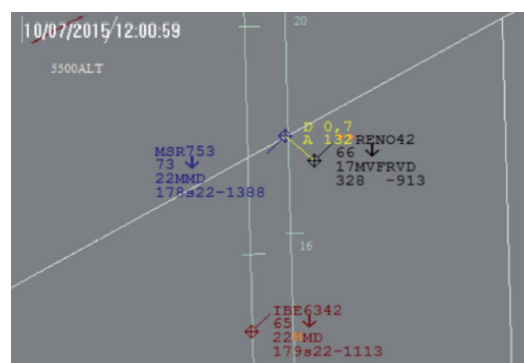 20
10/07/2015 12:00:59
5500ALT
D 0,7
A 132
RENO42
66 ↓
17MVFRVD
328 -913
MSR753
73 ↓
22MMD
178s22-1388
16
IBE6342
65 ↓
22MMD
179s22-1113